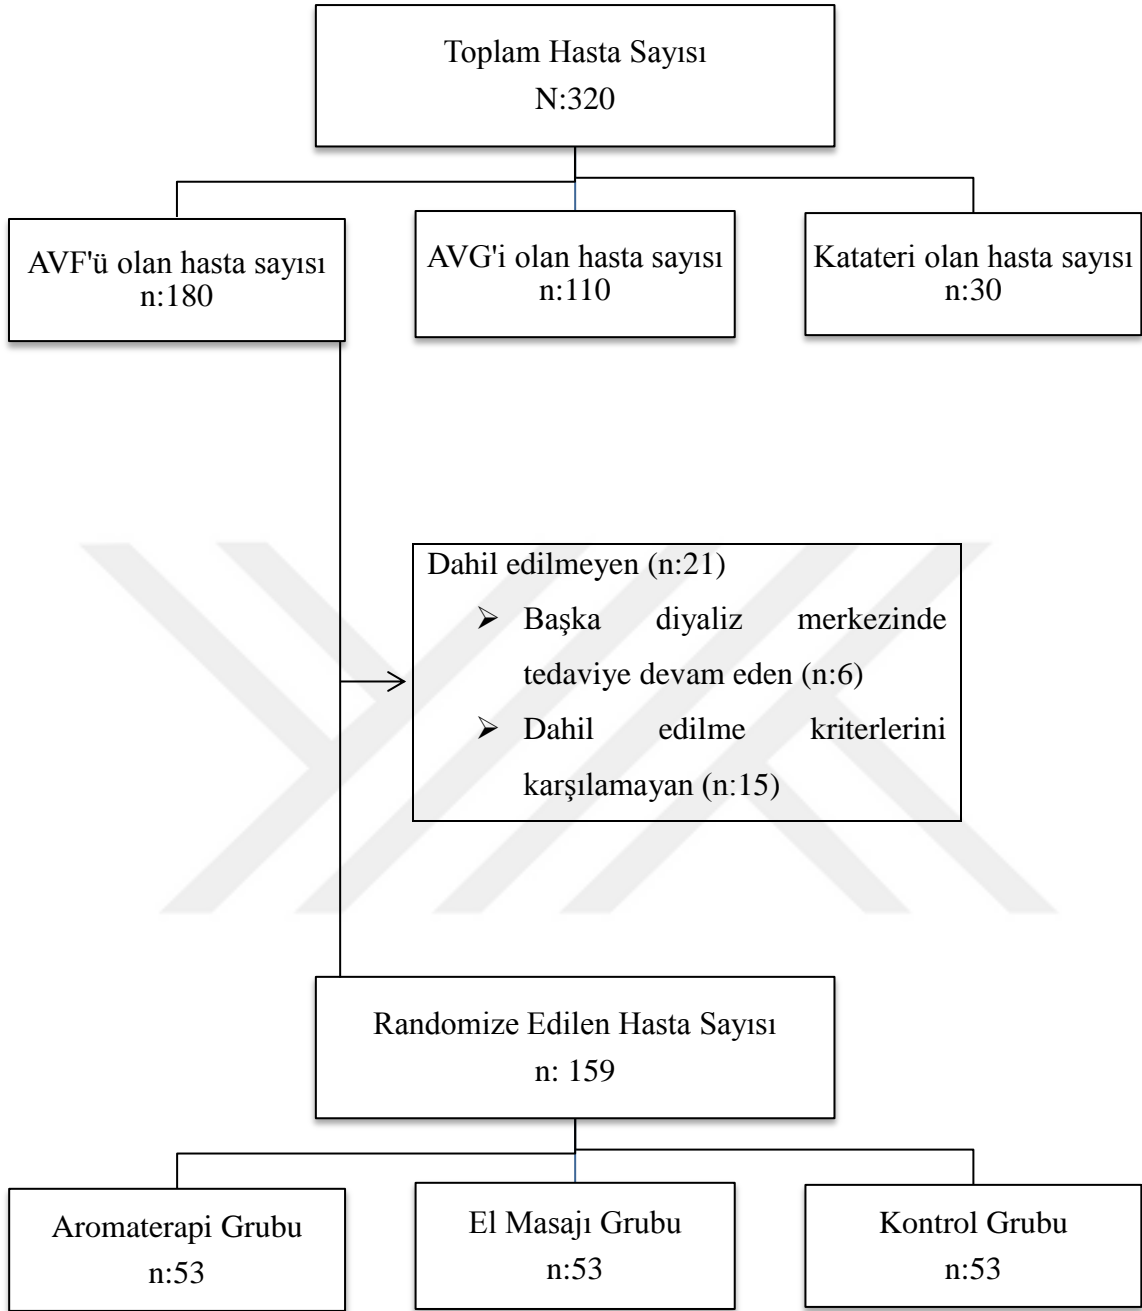 Toplam Hasta Sayısı
N:320
AVF'ü olan hasta sayısı
n:180
AVG'i olan hasta sayısı
n:110
Katateri olan hasta sayısı
n:30
Dahil edilmeyen (n:21)
➢ Başka diyaliz merkezinde
tedaviye devam eden (n:6)
➢ Dahil edilme kriterlerini
karşılamayan (n:15)
Randomize Edilen Hasta Sayısı
n: 159
Aromaterapi Grubu
n:53
El Masajı Grubu
n:53
Kontrol Grubu
n:53